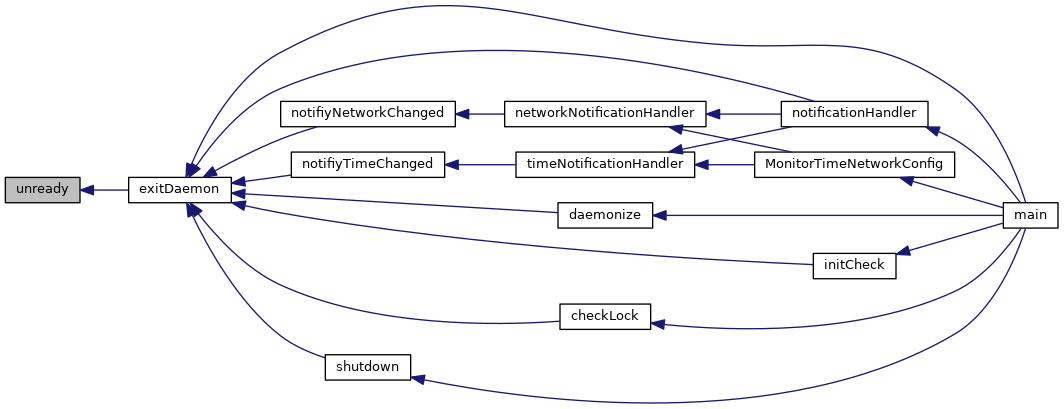 unready
exitDaemon
notifiyNetworkChanged
networkNotificationHandler
notificationHandler
notifiyTimeChanged
timeNotificationHandler
MonitorTimeNetworkConfig
daemonize
main
initCheck
checkLock
shutdown